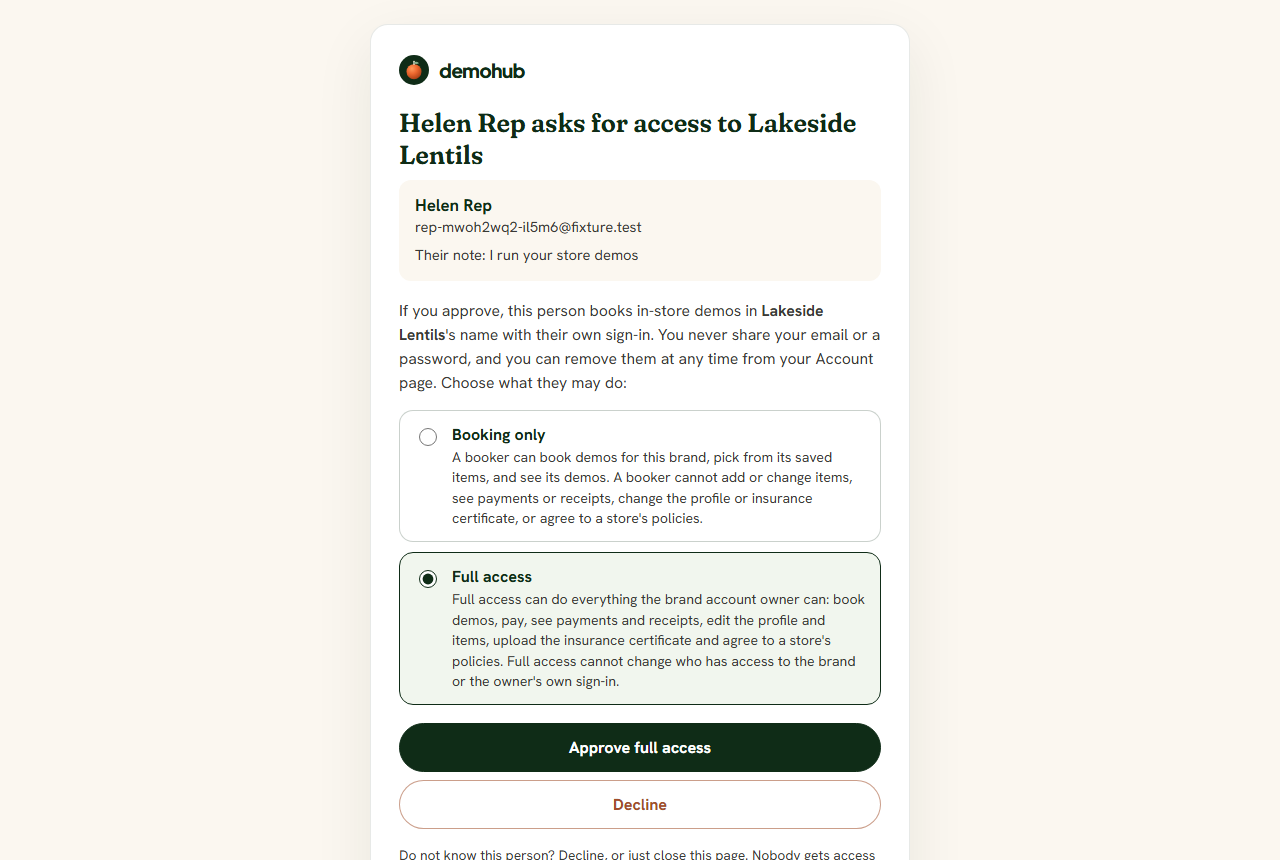 demohub
Helen Rep asks for access to Lakeside
Lentils
Helen Rep
rep-mwoh2wq2-il5m6@fixture.test
Their note: I run your store demos
If you approve, this person books in-store demos in Lakeside
Lentils's name with their own sign-in. You never share your email or a
password, and you can remove them at any time from your Account
page. Choose what they may do:
Booking only
A booker can book demos for this brand, pick from its saved
items, and see its demos. A booker cannot add or change items,
see payments or receipts, change the profile or insurance
certificate, or agree to a store's policies.
Full access
Full access can do everything the brand account owner can: book
demos, pay, see payments and receipts, edit the profile and
items, upload the insurance certificate and agree to a store's
policies. Full access cannot change who has access to the brand
or the owner's own sign-in.
Approve full access
Decline
Do not know this person? Decline, or just close this page. Nobody gets access